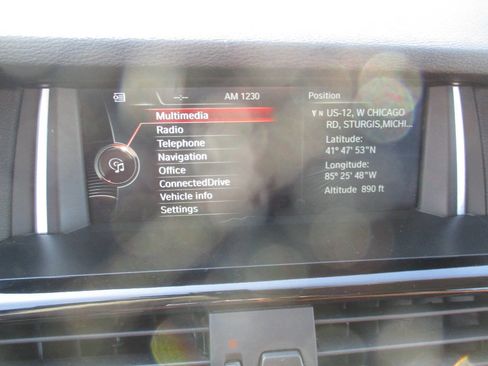 AM 1230
Multimedia
Radio
Telephone
Navigation
Office
ConnectedDrive
Vehicle info
Settings
Position
N US-12, W CHICAGO
RD, STURGIS,MICHI...
Latitude:
41° 47' 53"N
Longitude:
85° 25' 48"W
Altitude 890 ft